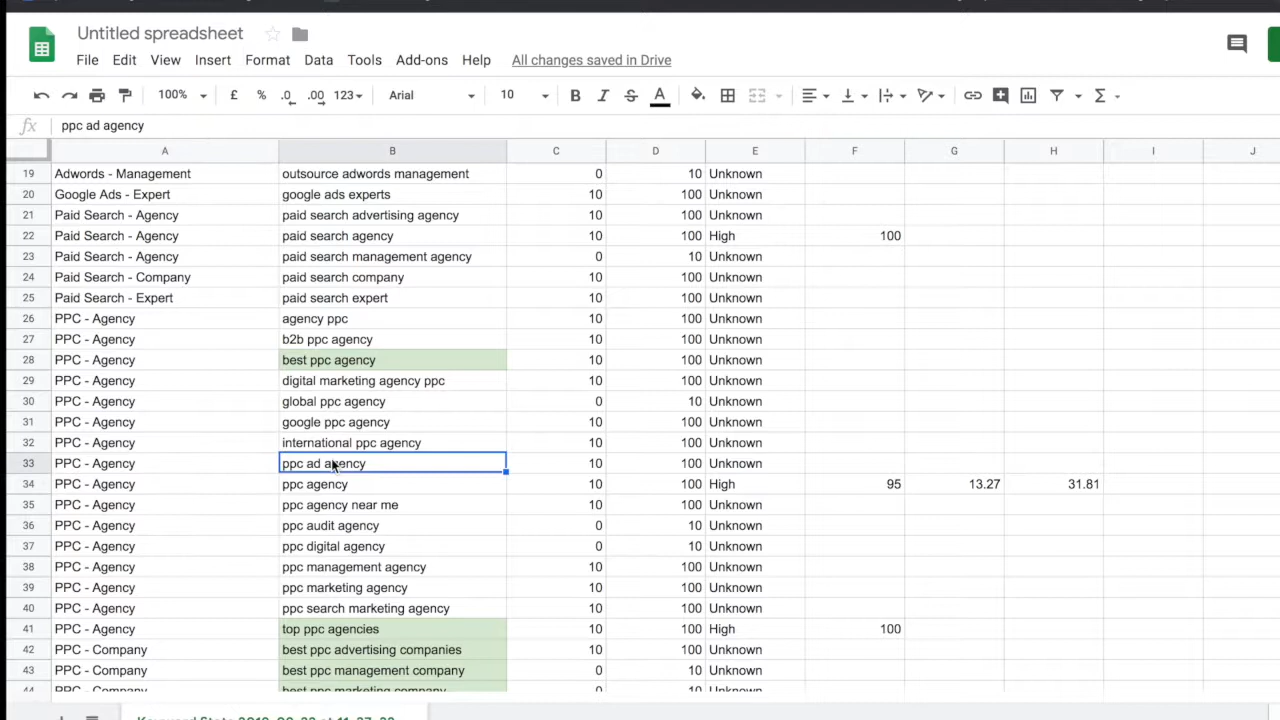 Untitled spreadsheet
File Edit View Insert Format Data Tools Add-ons Help All changes saved in Drive
100% £ % .0 .00 123 Arial 10 B I S A Σ
fx ppc ad agency
A B C D E F G H I J
19 Adwords - Management outsource adwords management 0 10 Unknown
20 Google Ads - Expert google ads experts 10 100 Unknown
21 Paid Search - Agency paid search advertising agency 10 100 Unknown
22 Paid Search - Agency paid search agency 10 100 High 100
23 Paid Search - Agency paid search management agency 0 10 Unknown
24 Paid Search - Company paid search company 10 100 Unknown
25 Paid Search - Expert paid search expert 10 100 Unknown
26 PPC - Agency agency ppc 10 100 Unknown
27 PPC - Agency b2b ppc agency 10 100 Unknown
28 PPC - Agency best ppc agency 10 100 Unknown
29 PPC - Agency digital marketing agency ppc 10 100 Unknown
30 PPC - Agency global ppc agency 0 10 Unknown
31 PPC - Agency google ppc agency 10 100 Unknown
32 PPC - Agency international ppc agency 10 100 Unknown
33 PPC - Agency ppc ad agency 10 100 Unknown
34 PPC - Agency ppc agency 10 100 High 95 13.27 31.81
35 PPC - Agency ppc agency near me 10 100 Unknown
36 PPC - Agency ppc audit agency 0 10 Unknown
37 PPC - Agency ppc digital agency 0 10 Unknown
38 PPC - Agency ppc management agency 10 100 Unknown
39 PPC - Agency ppc marketing agency 10 100 Unknown
40 PPC - Agency ppc search marketing agency 10 100 Unknown
41 PPC - Agency top ppc agencies 10 100 High 100
42 PPC - Company best ppc advertising companies 10 100 Unknown
43 PPC - Company best ppc management company 0 10 Unknown
44 PPC - Company best ppc marketing company 0 10 Unknown